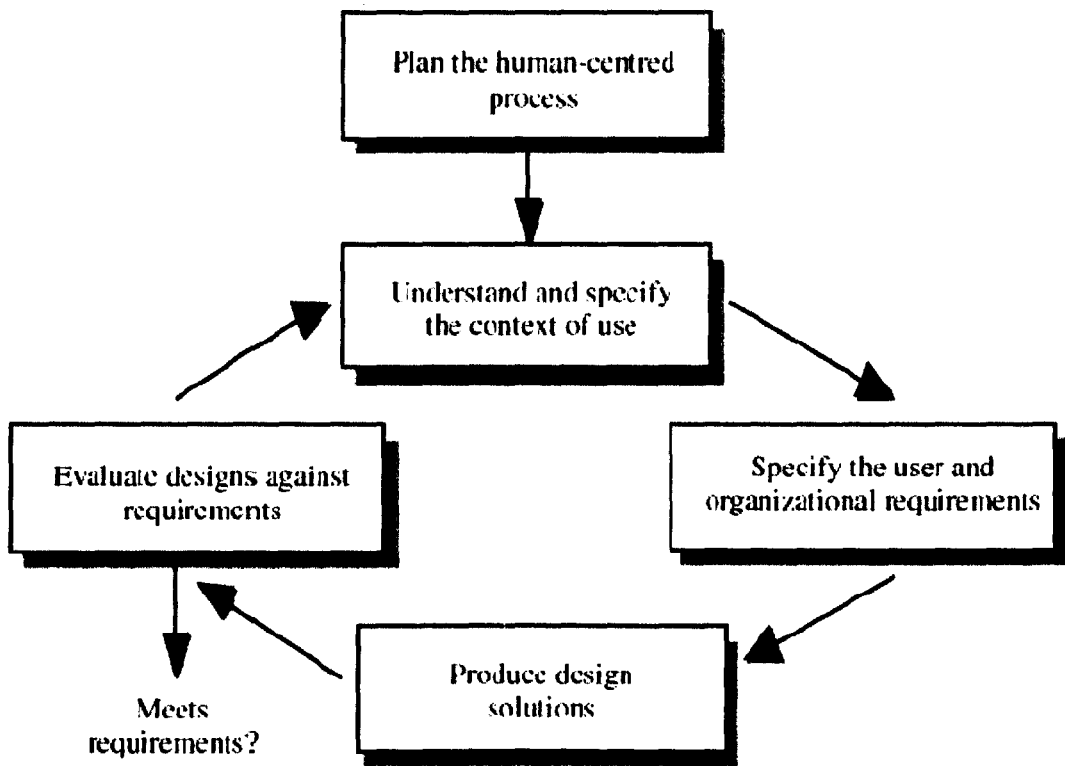 Plan the human-centred
process
Understand and specify
the context of use
Evaluate designs against
requirements
Specify the user and
organizational requirements
Produce design
solutions
Meets
requirements?